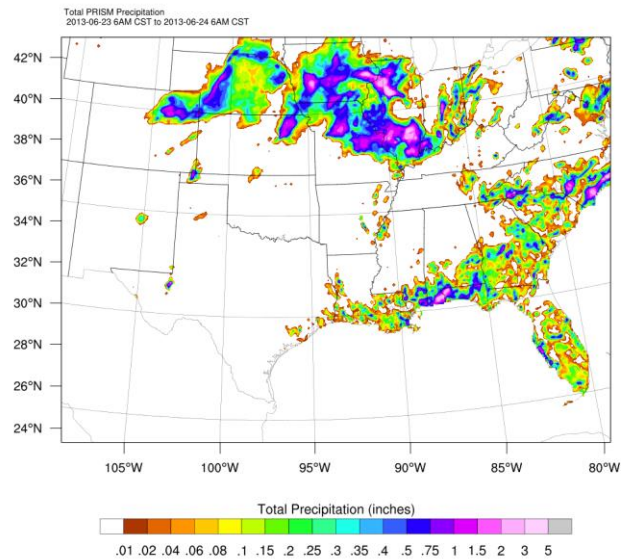 Total PRISM Precipitation
2013-06-23 6AM CST to 2013-06-24 6AM CST
42°N
40°N
38°N
36°N
34°N
32°N
30°N
28°N
26°N
24°N
105°W 100°W 95°W 90°W 85°W 80°W
Total Precipitation (inches)
.01 .02 .04 .06 .08 .1 .15 .2 .25 .3 .35 .4 .5 .75 1 1.5 2 3 5